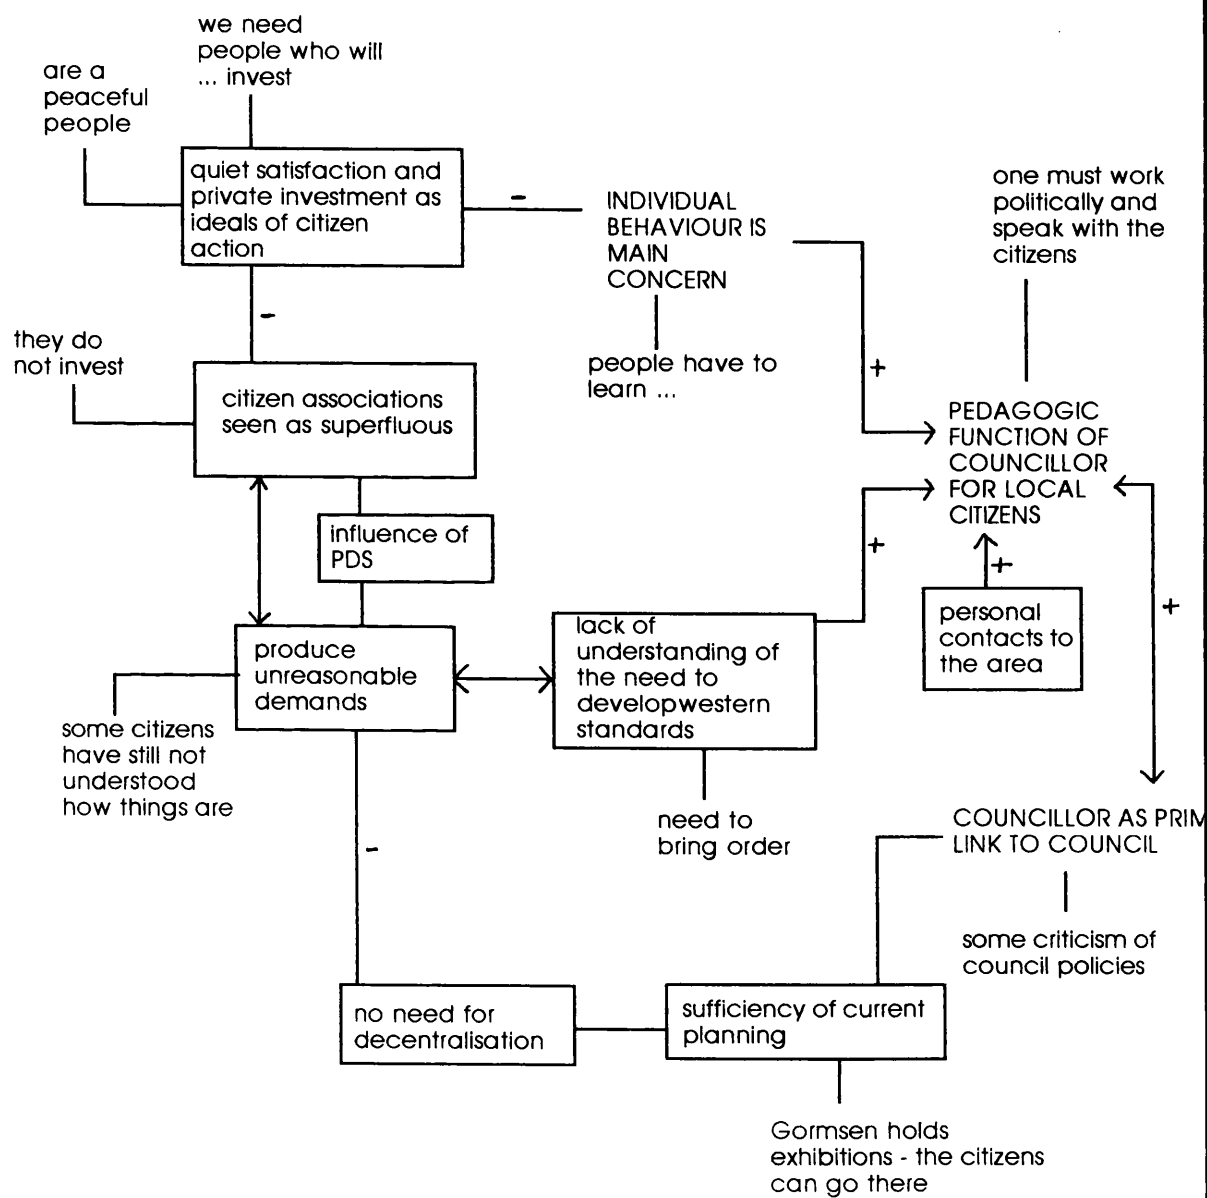 we need
people who will
... invest
are a
peaceful
people
quiet satisfaction and
private investment as
ideals of citizen
action
-
INDIVIDUAL
BEHAVIOUR IS
MAIN
CONCERN
one must work
politically and
speak with the
citizens
-
they do
not invest
people have to
learn ...
+
citizen associations
seen as superfluous
PEDAGOGIC
FUNCTION OF
COUNCILLOR
FOR LOCAL
CITIZENS
influence of
PDS
+
+
personal
contacts to
the area
+
produce
unreasonable
demands
lack of
understanding of
the need to
developwestern
standards
some citizens
have still not
understood
how things are
need to
bring order
-
COUNCILLOR AS PRIM
LINK TO COUNCIL
some criticism of
council policies
no need for
decentralisation
sufficiency of current
planning
Gormsen holds
exhibitions - the citizens
can go there